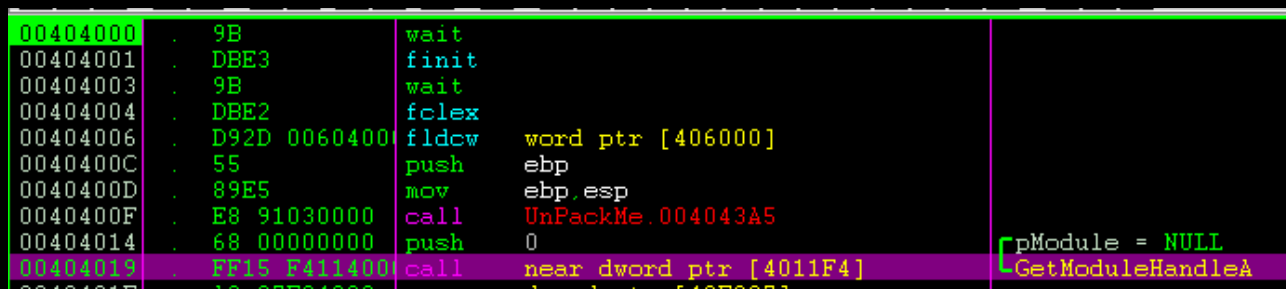 00404000 . 9B wait
00404001 . DBE3 finit
00404003 . 9B wait
00404004 . DBE2 fclex
00404006 . D92D 00604000 fldcw word ptr [406000]
0040400C . 55 push ebp
0040400D . 89E5 mov ebp,esp
0040400F . E8 91030000 call UnPackMe.004043A5
00404014 . 68 00000000 push 0 pModule = NULL
00404019 . FF15 F4114000 call near dword ptr [4011F4] GetModuleHandleA